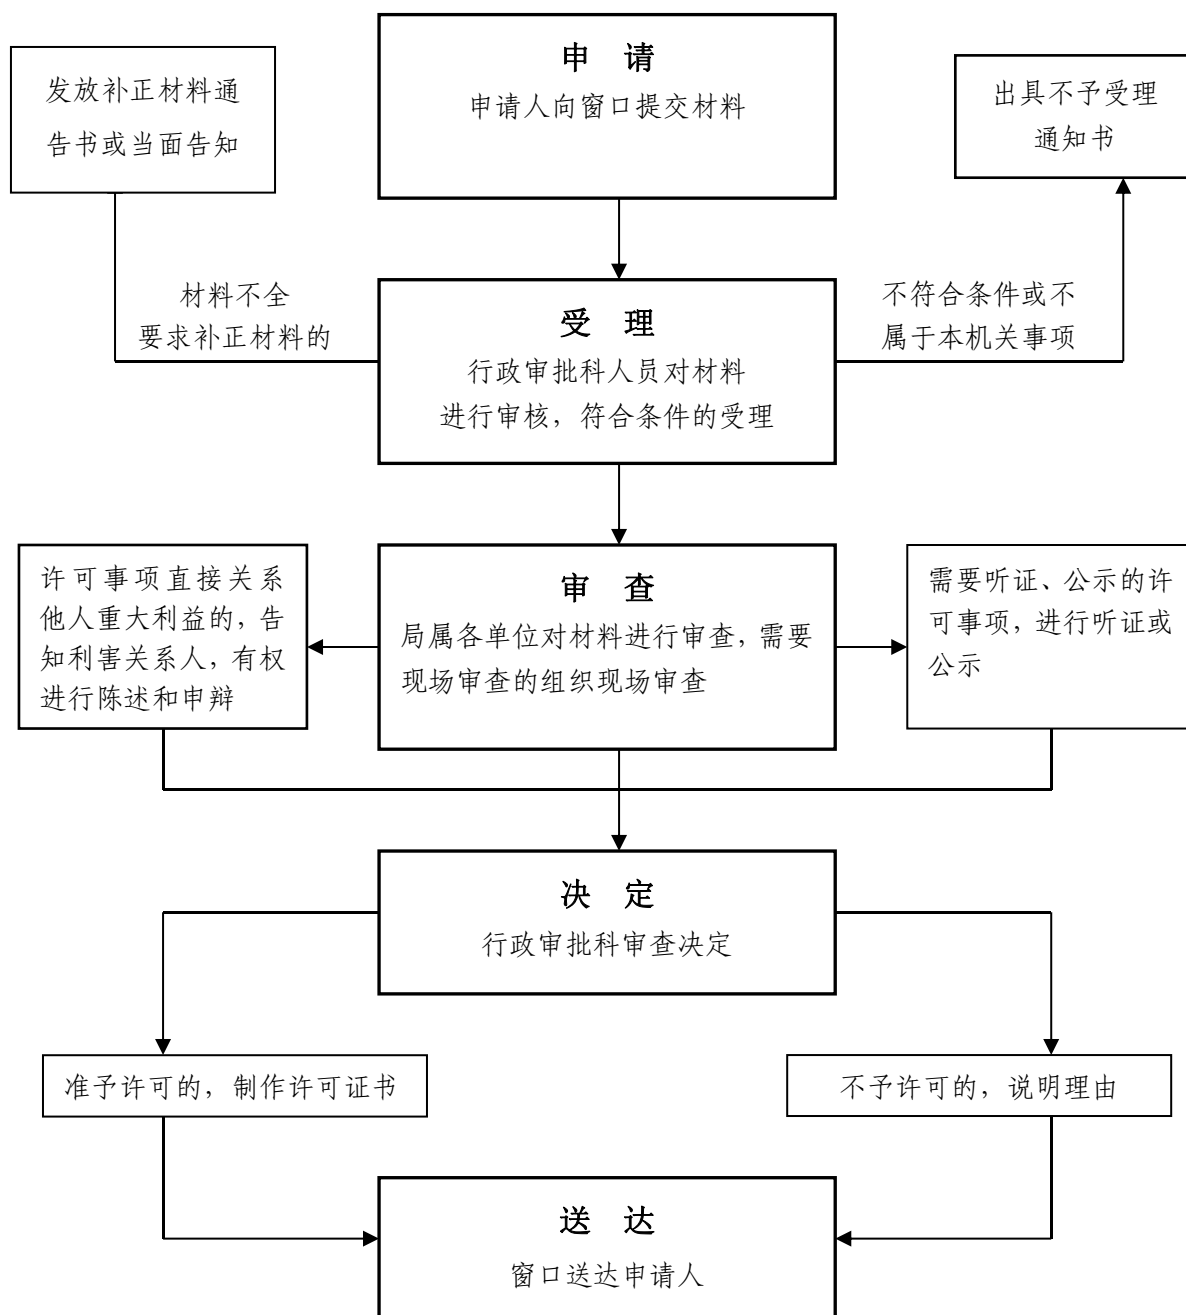 申 请
申请人向窗口提交材料
发放补正材料通
告书或当面告知
出具不予受理
通知书
材料不全
要求补正材料的
不符合条件或不
属于本机关事项
受 理
行政审批科人员对材料
进行审核，符合条件的受理
许可事项直接关系
他人重大利益的，告
知利害关系人，有权
进行陈述和申辩
审 查
局属各单位对材料进行审查，需要
现场审查的组织现场审查
需要听证、公示的许
可事项，进行听证或
公示
决 定
行政审批科审查决定
准予许可的，制作许可证书
不予许可的，说明理由
送 达
窗口送达申请人